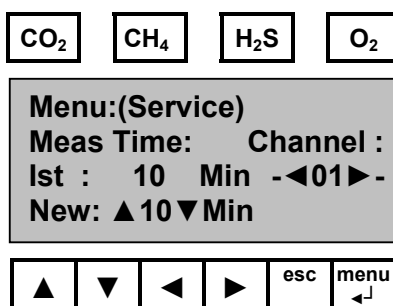 CO₂ CH₄ H₂S O₂
Menu:(Service)
Meas Time: Channel :
Ist : 10 Min -◄01►-
New: ▲10▼Min
▲ ▼ ◄ ► esc menu ↵